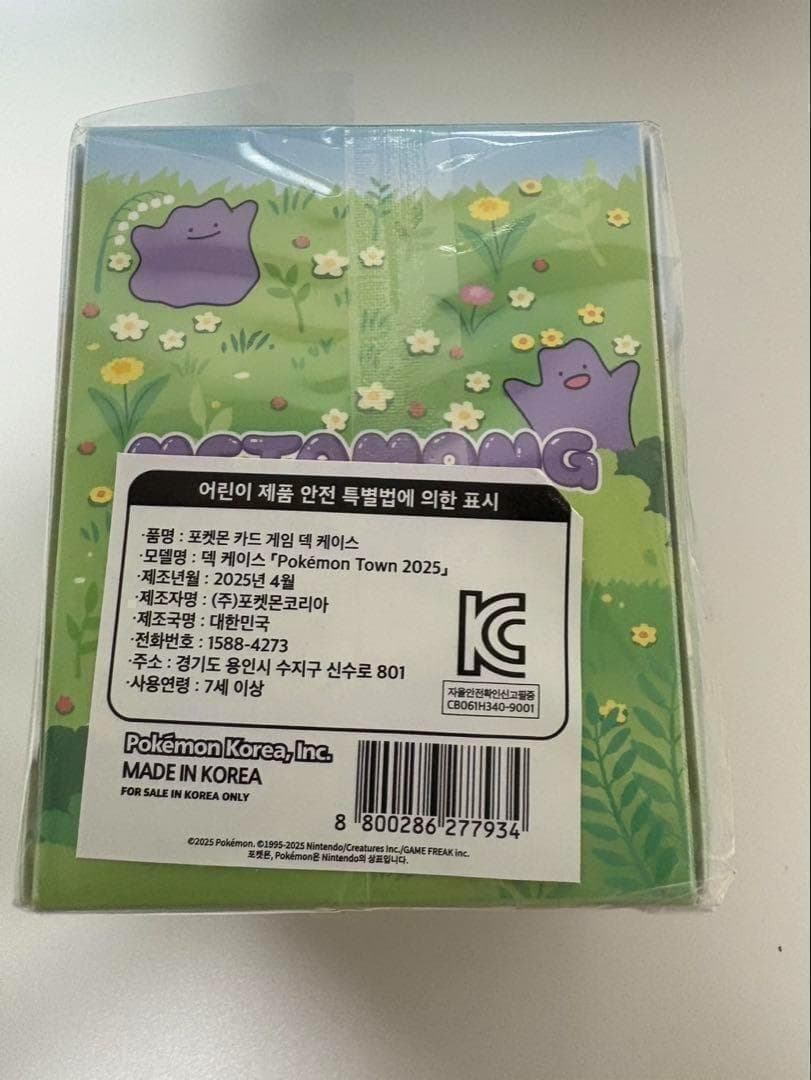 METAMONG
어린이 제품 안전 특별법에 의한 표시
·품명 : 포켓몬 카드 게임 덱 케이스
·모델명 : 덱 케이스 「Pokémon Town 2025」
·제조년월 : 2025년 4월
·제조자명 : (주)포켓몬코리아
·제조국명 : 대한민국
·전화번호 : 1588-4273
·주소 : 경기도 용인시 수지구 신수로 801
·사용연령 : 7세 이상
KC
자율안전확인신고필증
CB061H340-9001
Pokémon Korea, Inc.
MADE IN KOREA
FOR SALE IN KOREA ONLY
8 800286 277934
©2025 Pokémon. ©1995-2025 Nintendo/Creatures Inc./GAME FREAK inc.
포켓몬, Pokémon은 Nintendo의 상표입니다.